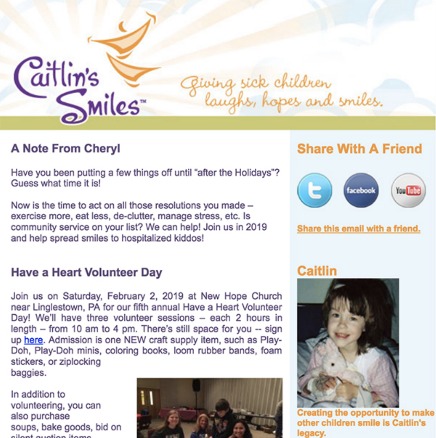 Caitlin's
Smiles™
Giving sick children
laughs, hopes and smiles.
A Note From Cheryl
Have you been putting a few things off until "after the Holidays"?
Guess what time it is!
Now is the time to act on all those resolutions you made –
exercise more, eat less, de-clutter, manage stress, etc. Is
community service on your list? We can help! Join us in 2019
and help spread smiles to hospitalized kiddos!
Have a Heart Volunteer Day
Join us on Saturday, February 2, 2019 at New Hope Church
near Linglestown, PA for our fifth annual Have a Heart Volunteer
Day! We'll have three volunteer sessions – each 2 hours in
length – from 10 am to 4 pm. There's still space for you -- sign
up here. Admission is one NEW craft supply item, such as Play-
Doh, Play-Doh minis, coloring books, loom rubber bands, foam
stickers, or ziplocking
baggies.
In addition to
volunteering, you can
also purchase
soups, bake goods, bid on
silent auction items
Share With A Friend
facebook
You Tube
Share this email with a friend.
Caitlin
Creating the opportunity to make
other children smile is Caitlin's
legacy.